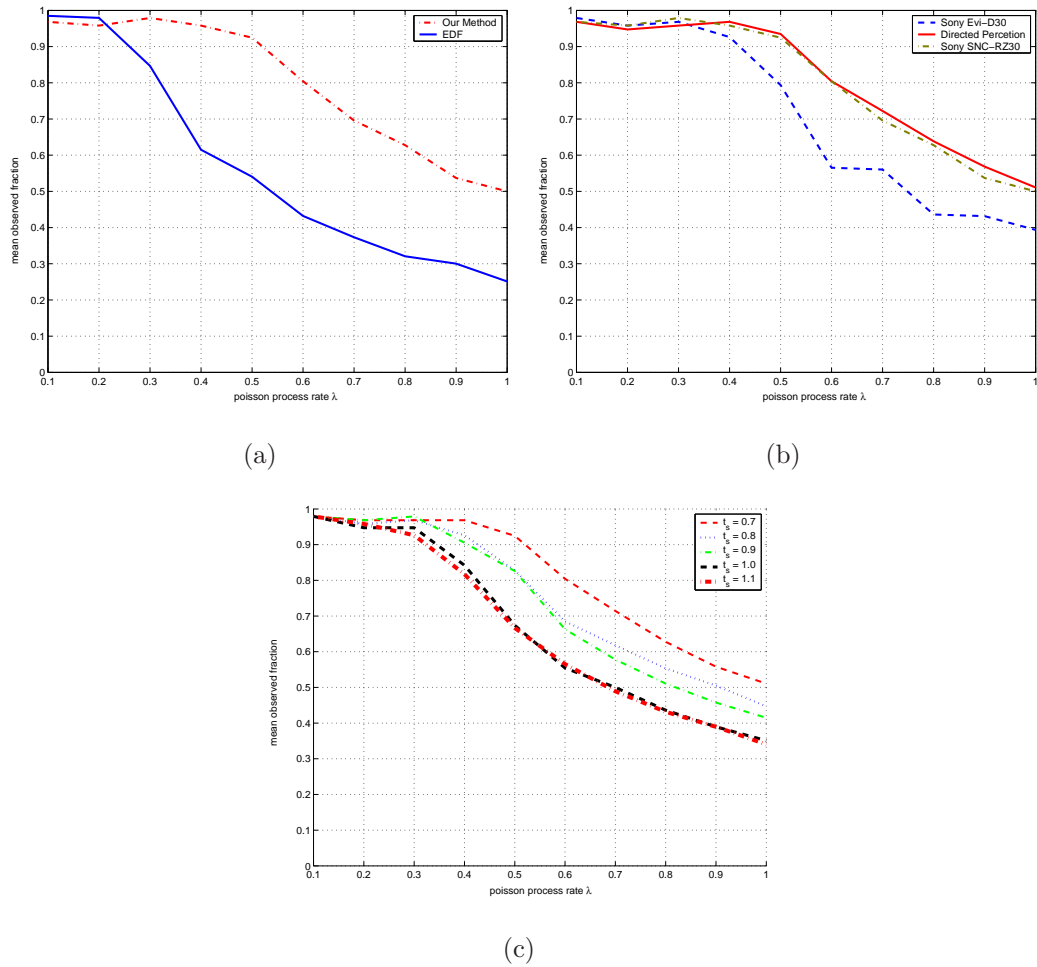 1
0.9
0.8
0.7
0.6
0.5
0.4
0.3
0.2
0.1
0
mean observed fraction
0.1 0.2 0.3 0.4 0.5 0.6 0.7 0.8 0.9 1
poisson process rate λ
Our Method
EDF
(a)
1
0.9
0.8
0.7
0.6
0.5
0.4
0.3
0.2
0.1
0
mean observed fraction
0.1 0.2 0.3 0.4 0.5 0.6 0.7 0.8 0.9 1
poisson process rate λ
Sony Evi−D30
Directed Percetion
Sony SNC−RZ30
(b)
1
0.9
0.8
0.7
0.6
0.5
0.4
0.3
0.2
0.1
0
mean observed fraction
0.1 0.2 0.3 0.4 0.5 0.6 0.7 0.8 0.9 1
poisson process rate λ
t_s = 0.7
t_s = 0.8
t_s = 0.9
t_s = 1.0
t_s = 1.1
(c)